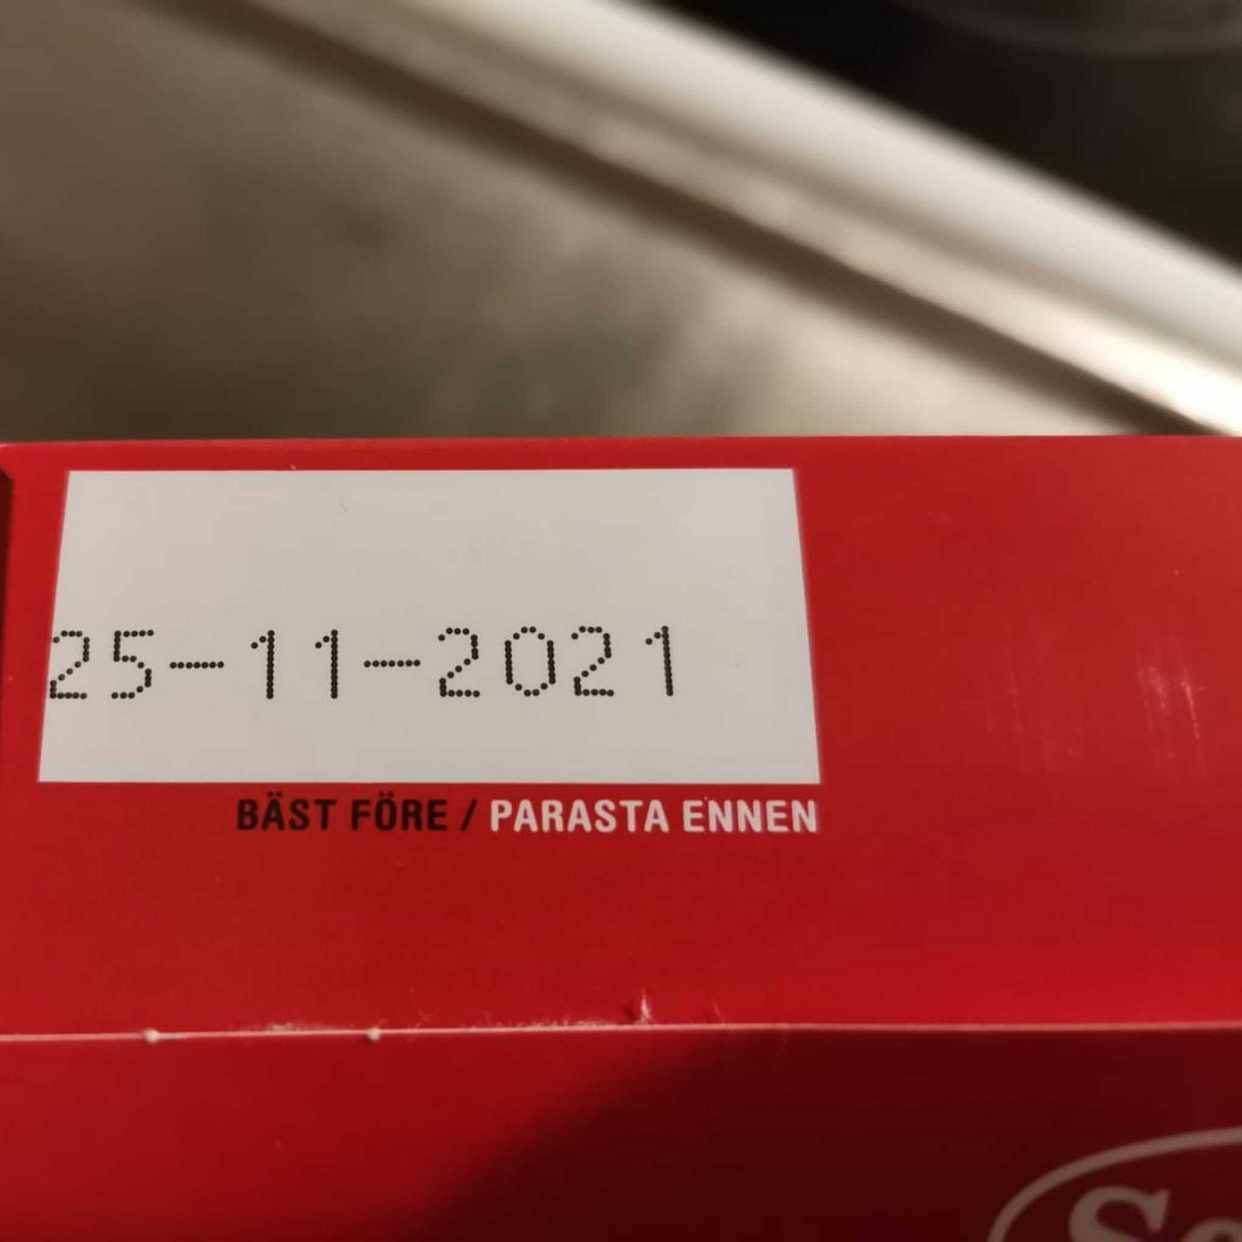 25-11-2021
BÄST FÖRE / PARASTA ENNEN